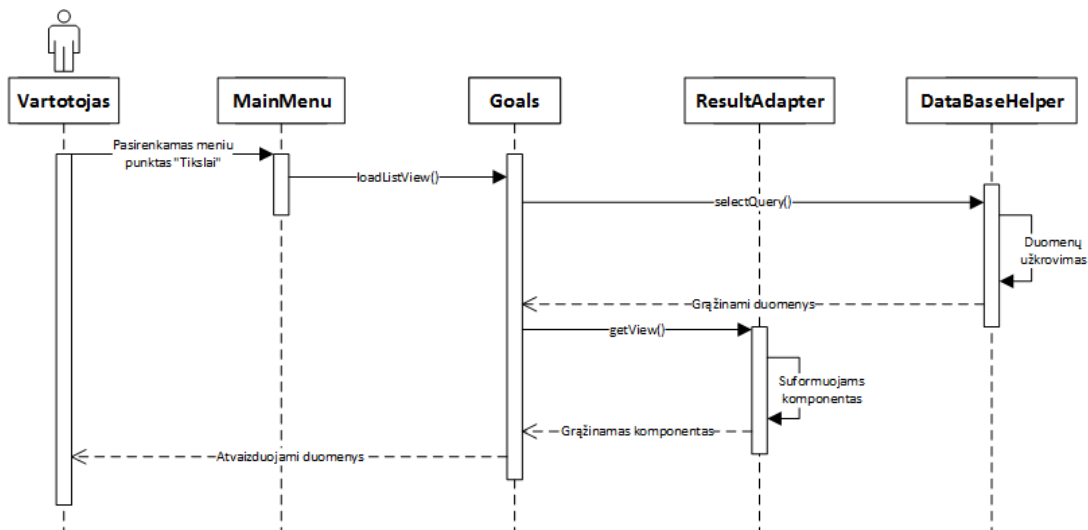 Vartotojas
MainMenu
Goals
ResultAdapter
DataBaseHelper
Pasirenkamas meniu
punktas "Tikslai"
loadListView()
selectQuery()
Duomenų
užkrovimas
Grąžinami duomenys
getView()
Suformuojams
komponentas
Grąžinamas komponentas
Atvaizduojami duomenys